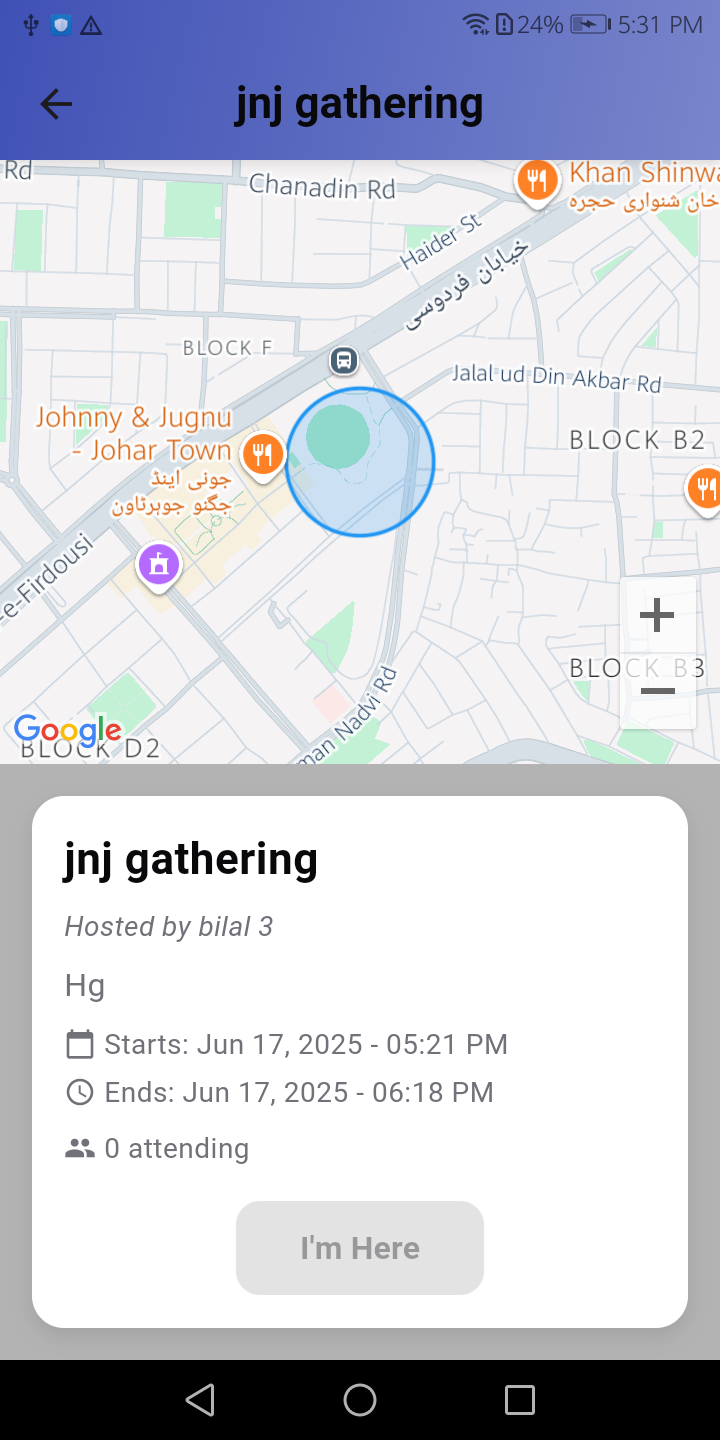 24% 5:31 PM
jnj gathering
Rd
Chanadin Rd
Khan Shinwa
خان شنواری حجره
Haider St
خیابان فردوسی
BLOCK F
Jalal ud Din Akbar Rd
Johnny & Jugnu
- Johar Town
جونی اینڈ
جگنو جوہرٹاون
BLOCK B2
-e-Firdousi
+
BLOCK B3
man Nadvi Rd
Google
BLOCK D2
jnj gathering
Hosted by bilal 3
Hg
Starts: Jun 17, 2025 - 05:21 PM
Ends: Jun 17, 2025 - 06:18 PM
0 attending
I'm Here